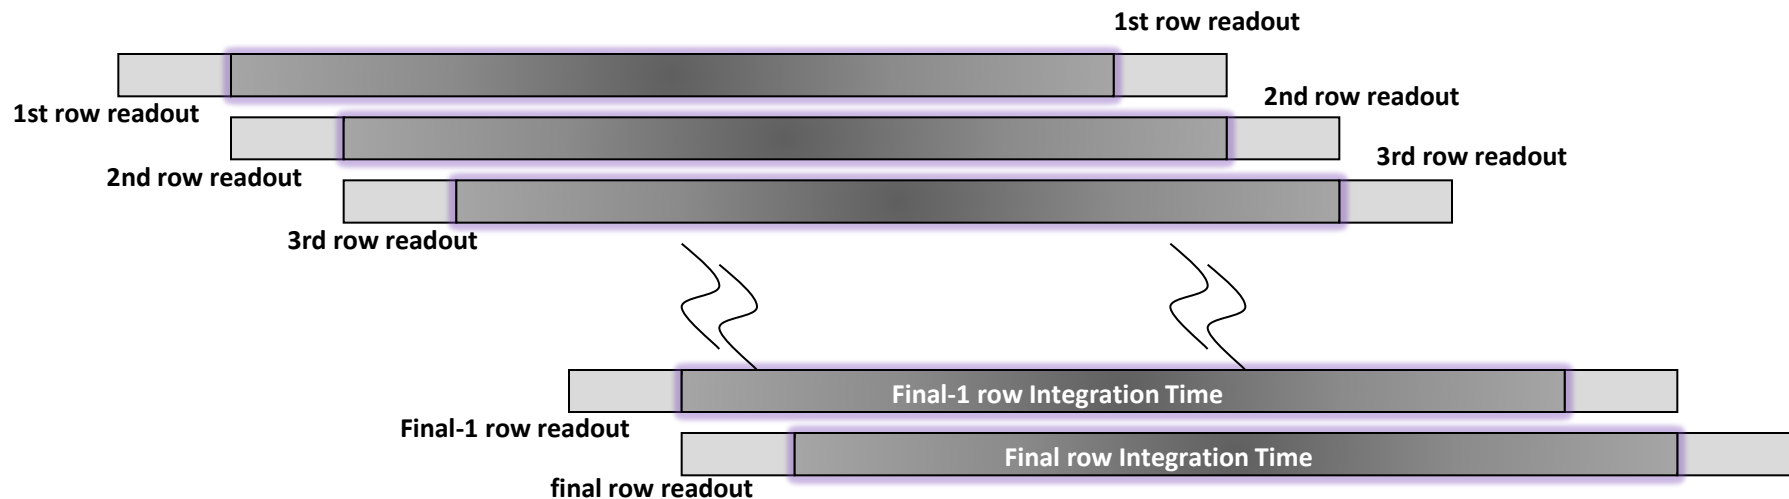 1st row readout
2nd row readout
1st row readout
3rd row readout
2nd row readout
3rd row readout
Final-1 row Integration Time
Final-1 row readout
Final row Integration Time
final row readout